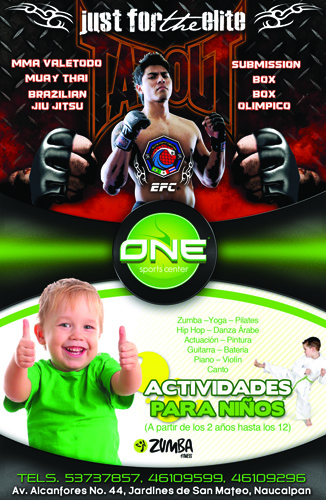 just for the elite
TAPOUT
MMA VALETODO
MUAY THAI
BRAZILIAN
JIU JITSU
SUBMISSION
BOX
BOX
OLIMPICO
EFC
ONE
sports center
Zumba – Yoga – Pilates
Hip Hop – Danza Árabe
Actuación – Pintura
Guitarra – Batería
Piano – Violín
Canto
ACTIVIDADES
PARA NIÑOS
(A partir de los 2 años hasta los 12)
ZUMBA
FITNESS
TELS. 53737857, 46109599, 46109296
Av. Alcanfores No. 44, Jardines de San Mateo, Naucapan